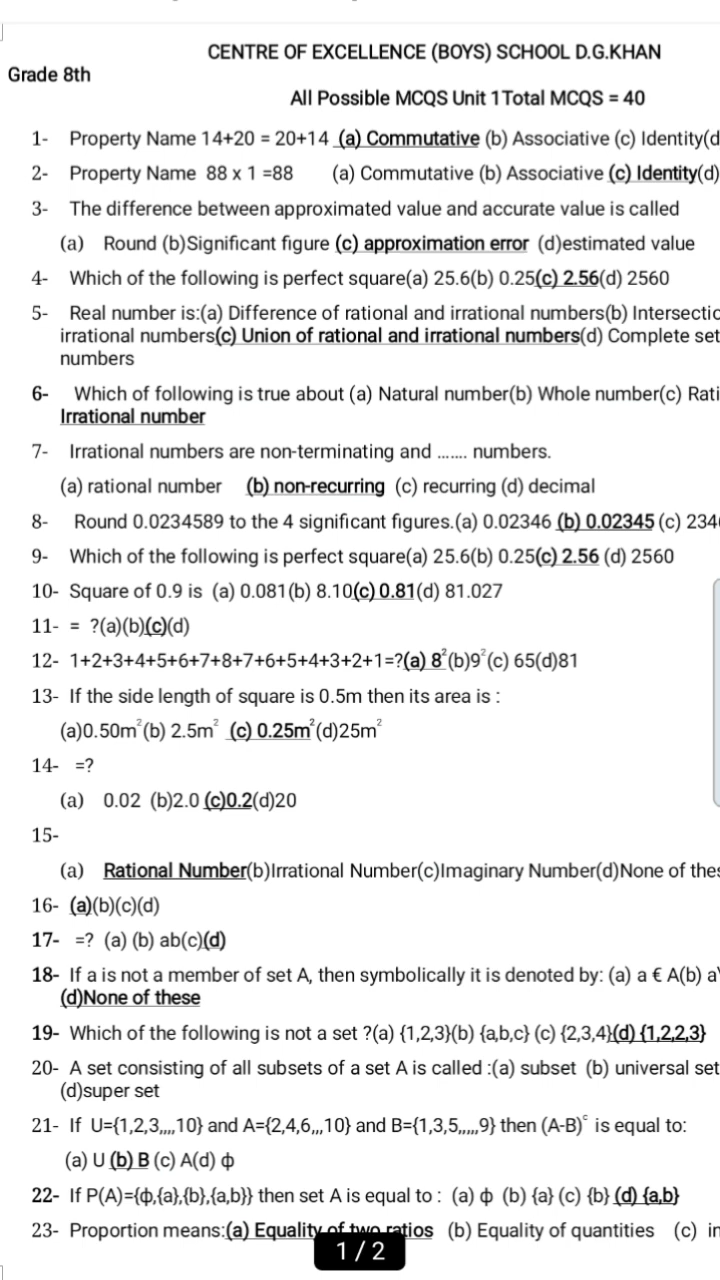 CENTRE OF EXCELLENCE (BOYS) SCHOOL D.G.KHAN
Grade 8th
All Possible MCQS Unit 1Total MCQS = 40
1- Property Name 14+20 = 20+14 (a) Commutative (b) Associative (c) Identity(d
2- Property Name 88 x 1 =88 (a) Commutative (b) Associative (c) Identity(d)
3- The difference between approximated value and accurate value is called
(a) Round (b)Significant figure (c) approximation error (d)estimated value
4- Which of the following is perfect square(a) 25.6(b) 0.25(c) 2.56(d) 2560
5- Real number is:(a) Difference of rational and irrational numbers(b) Intersectic
irrational numbers(c) Union of rational and irrational numbers(d) Complete set
numbers
6- Which of following is true about (a) Natural number(b) Whole number(c) Rati
Irrational number
7- Irrational numbers are non-terminating and ....... numbers.
(a) rational number (b) non-recurring (c) recurring (d) decimal
8- Round 0.0234589 to the 4 significant figures.(a) 0.02346 (b) 0.02345 (c) 234
9- Which of the following is perfect square(a) 25.6(b) 0.25(c) 2.56 (d) 2560
10- Square of 0.9 is (a) 0.081(b) 8.10(c) 0.81(d) 81.027
11- = ?(a)(b)(c)(d)
12- 1+2+3+4+5+6+7+8+7+6+5+4+3+2+1=?(a) 8²(b)9²(c) 65(d)81
13- If the side length of square is 0.5m then its area is :
(a)0.50m²(b) 2.5m² (c) 0.25m²(d)25m²
14- =?
(a) 0.02 (b)2.0 (c)0.2(d)20
15-
(a) Rational Number(b)Irrational Number(c)Imaginary Number(d)None of thes
16- (a)(b)(c)(d)
17- =? (a) (b) ab(c)(d)
18- If a is not a member of set A, then symbolically it is denoted by: (a) a € A(b) a
(d)None of these
19- Which of the following is not a set ?(a) {1,2,3}(b) {a,b,c} (c) {2,3,4}(d) {1,2,2,3}
20- A set consisting of all subsets of a set A is called :(a) subset (b) universal set
(d)super set
21- If U={1,2,3,,,,10} and A={2,4,6,,,10} and B={1,3,5,,,,,9} then (A-B)ᶜ is equal to:
(a) U (b) B (c) A(d) ф
22- If P(A)={ф,{a},{b},{a,b}} then set A is equal to : (a) ф (b) {a} (c) {b} (d) {a,b}
23- Proportion means:(a) Equality of two ratios (b) Equality of quantities (c) in
1 / 2